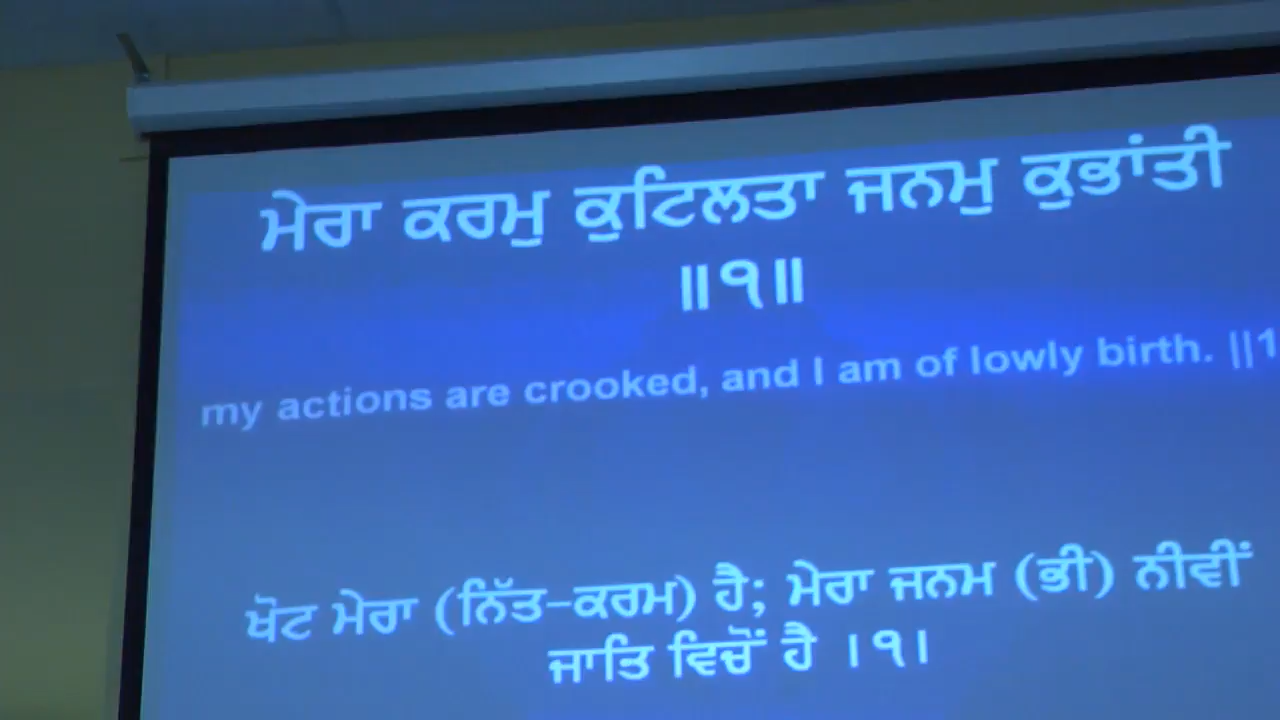 ਮੇਰਾ ਕਰਮੁ ਕੁਟਿਲਤਾ ਜਨਮੁ ਕੁਭਾਂਤੀ
॥੧॥
my actions are crooked, and I am of lowly birth. ||1
ਖੋਟ ਮੇਰਾ (ਨਿੱਤ-ਕਰਮ) ਹੈ; ਮੇਰਾ ਜਨਮ (ਭੀ) ਨੀਵੀਂ
ਜਾਤਿ ਵਿਚੋਂ ਹੈ ।੧।